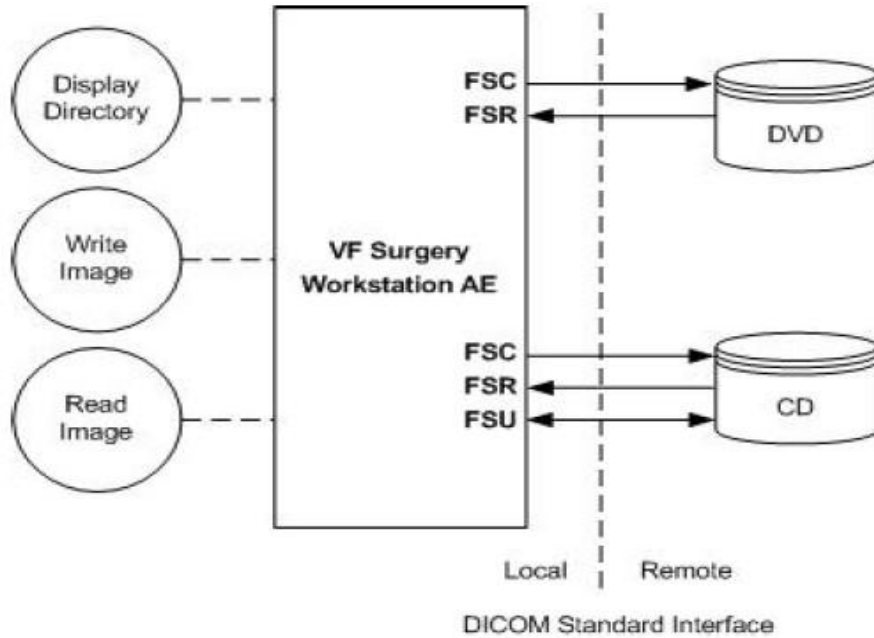 Display
Directory
Write
Image
Read
Image
VF Surgery
Workstation AE
FSC
FSR
FSC
FSR
FSU
DVD
CD
Local
Remote
DICOM Standard Interface